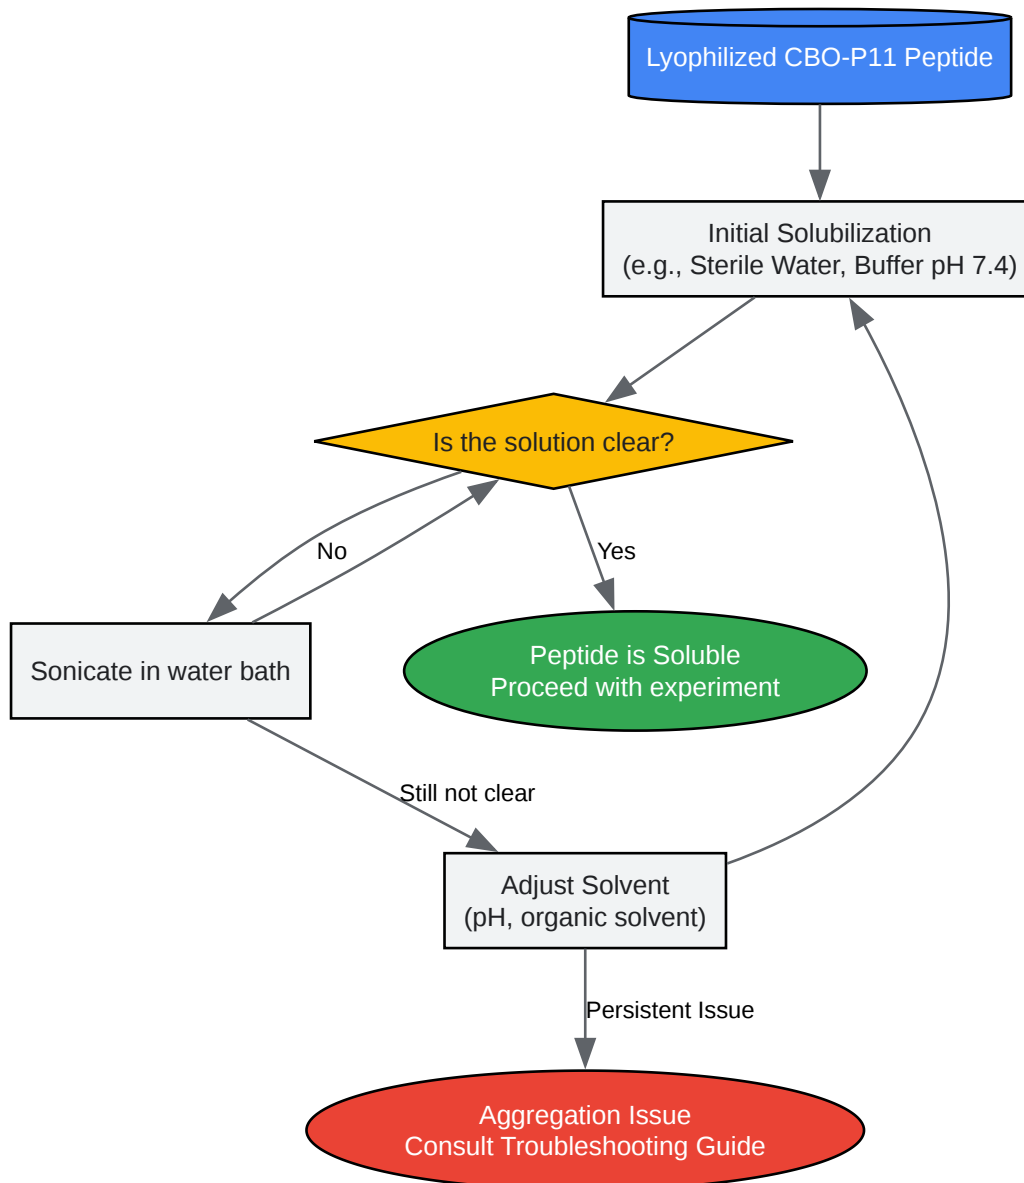 Lyophilized CBO-P11 Peptide
Initial Solubilization
(e.g., Sterile Water, Buffer pH 7.4)
Is the solution clear?
No
Yes
Sonicate in water bath
Peptide is Soluble
Proceed with experiment
Still not clear
Adjust Solvent
(pH, organic solvent)
Persistent Issue
Aggregation Issue
Consult Troubleshooting Guide